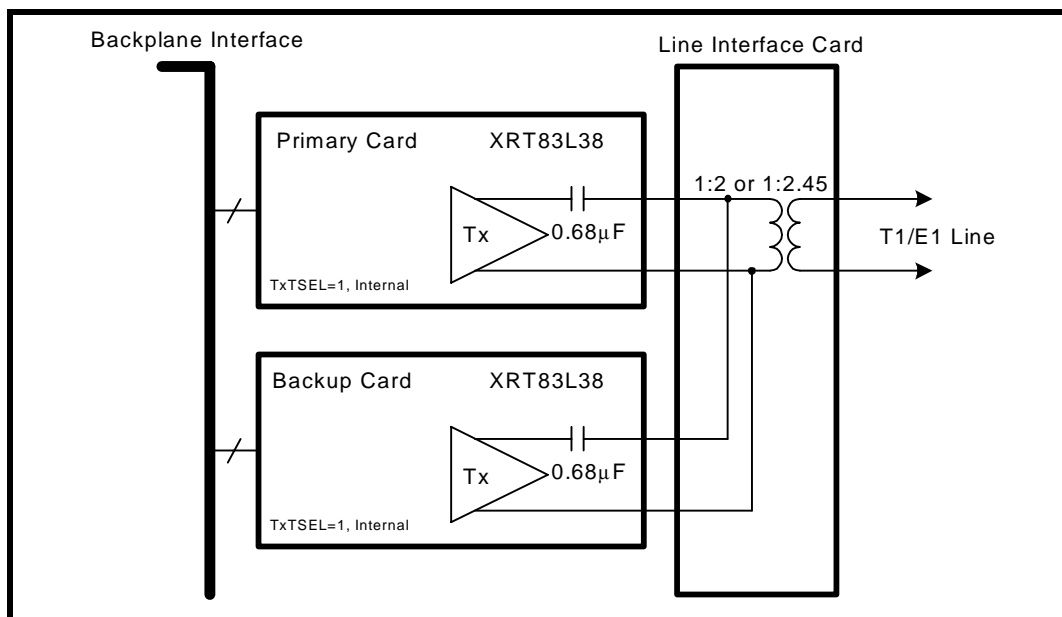 Backplane Interface
Line Interface Card
Primary Card XRT83L38
1:2 or 1:2.45
Tx
0.68μF
T1/E1 Line
TxTSEL=1, Internal
Backup Card XRT83L38
Tx
0.68μF
TxTSEL=1, Internal